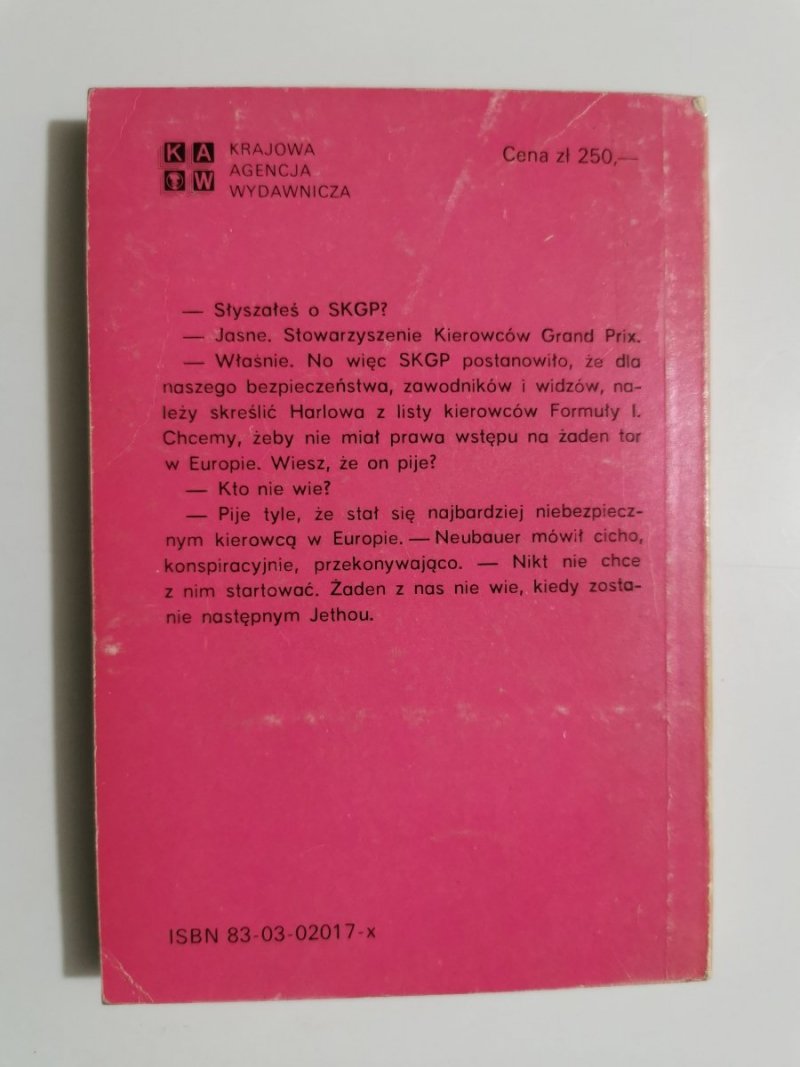 K A
W
KRAJOWA
AGENCJA
WYDAWNICZA
Cena zł 250,—
— Słyszałeś o SKGP?
— Jasne. Stowarzyszenie Kierowców Grand Prix.
— Właśnie. No więc SKGP postanowiło, że dla
naszego bezpieczeństwa, zawodników i widzów, na-
leży skreślić Harlowa z listy kierowców Formuły I.
Chcemy, żeby nie miał prawa wstępu na żaden tor
w Europie. Wiesz, że on pije?
— Kto nie wie?
— Pije tyle, że stał się najbardziej niebezpiecz-
nym kierowcą w Europie. — Neubauer mówił cicho,
konspiracyjnie, przekonywająco. — Nikt nie chce
z nim startować. Żaden z nas nie wie, kiedy zosta-
nie następnym Jethou.
ISBN 83-03-02017-x